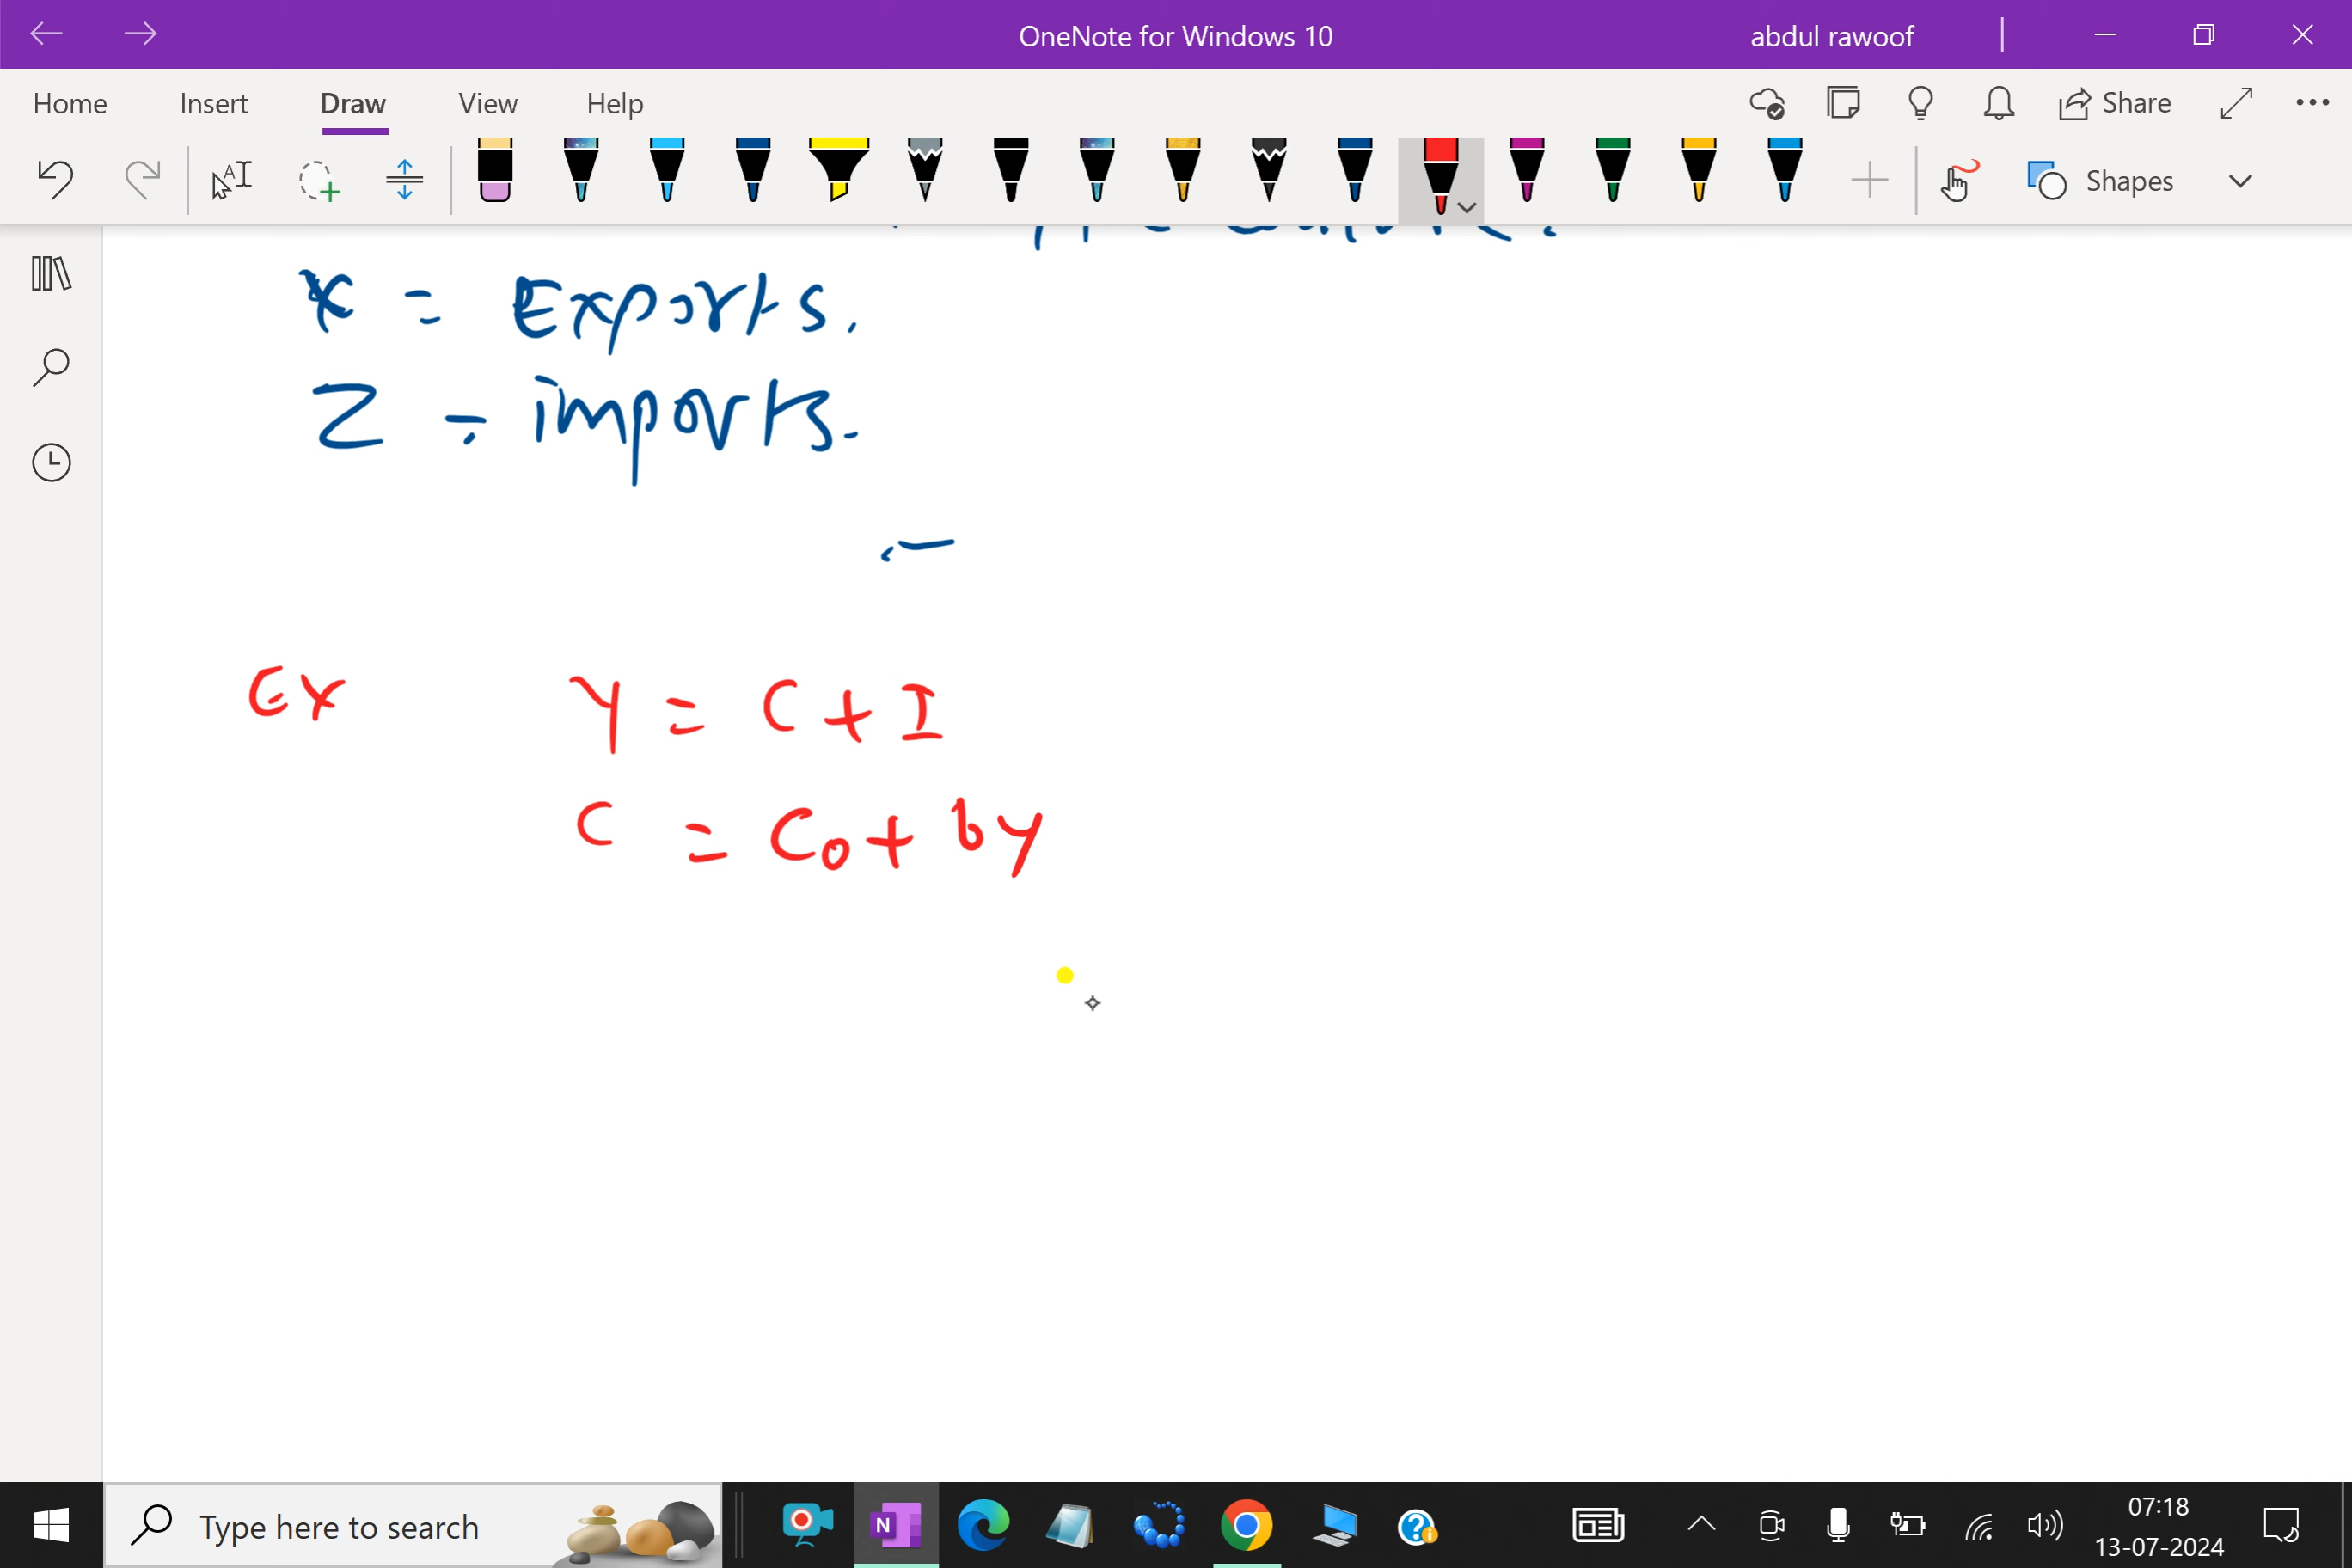 OneNote for Windows 10
abdul rawoof
Home Insert Draw View Help
Share
Shapes
X = Exports.
Z = imports.
Ex Y = C + I
C = C₀ + by
Type here to search
07:18
13-07-2024